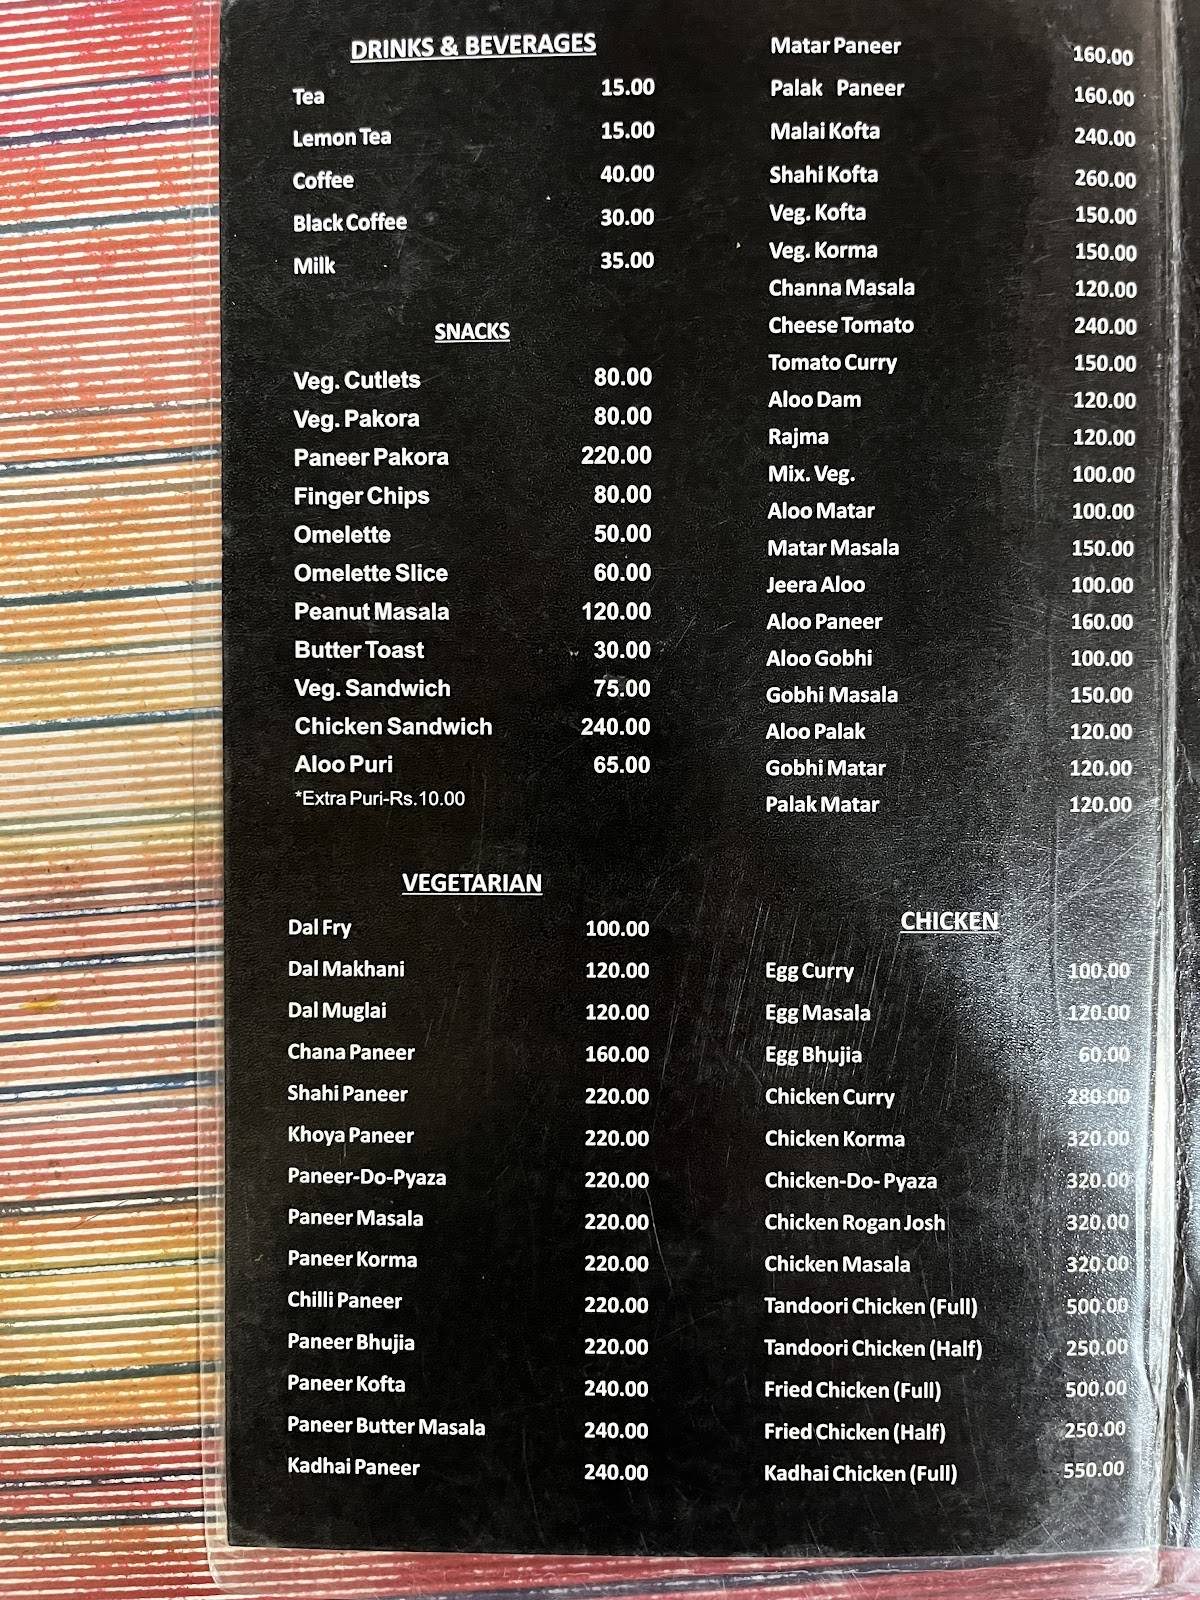 DRINKS & BEVERAGES
Tea 15.00
Lemon Tea 15.00
Coffee 40.00
Black Coffee 30.00
Milk 35.00
SNACKS
Veg. Cutlets 80.00
Veg. Pakora 80.00
Paneer Pakora 220.00
Finger Chips 80.00
Omelette 50.00
Omelette Slice 60.00
Peanut Masala 120.00
Butter Toast 30.00
Veg. Sandwich 75.00
Chicken Sandwich 240.00
Aloo Puri 65.00
*Extra Puri-Rs.10.00
VEGETARIAN
Dal Fry 100.00
Dal Makhani 120.00
Dal Muglai 120.00
Chana Paneer 160.00
Shahi Paneer 220.00
Khoya Paneer 220.00
Paneer-Do-Pyaza 220.00
Paneer Masala 220.00
Paneer Korma 220.00
Chilli Paneer 220.00
Paneer Bhujia 220.00
Paneer Kofta 240.00
Paneer Butter Masala 240.00
Kadhai Paneer 240.00
Matar Paneer 160.00
Palak Paneer 160.00
Malai Kofta 240.00
Shahi Kofta 260.00
Veg. Kofta 150.00
Veg. Korma 150.00
Channa Masala 120.00
Cheese Tomato 240.00
Tomato Curry 150.00
Aloo Dam 120.00
Rajma 120.00
Mix. Veg. 100.00
Aloo Matar 100.00
Matar Masala 150.00
Jeera Aloo 100.00
Aloo Paneer 160.00
Aloo Gobhi 100.00
Gobhi Masala 150.00
Aloo Palak 120.00
Gobhi Matar 120.00
Palak Matar 120.00
CHICKEN
Egg Curry 100.00
Egg Masala 120.00
Egg Bhujia 60.00
Chicken Curry 280.00
Chicken Korma 320.00
Chicken-Do- Pyaza 320.00
Chicken Rogan Josh 320.00
Chicken Masala 320.00
Tandoori Chicken (Full) 500.00
Tandoori Chicken (Half) 250.00
Fried Chicken (Full) 500.00
Fried Chicken (Half) 250.00
Kadhai Chicken (Full) 550.00